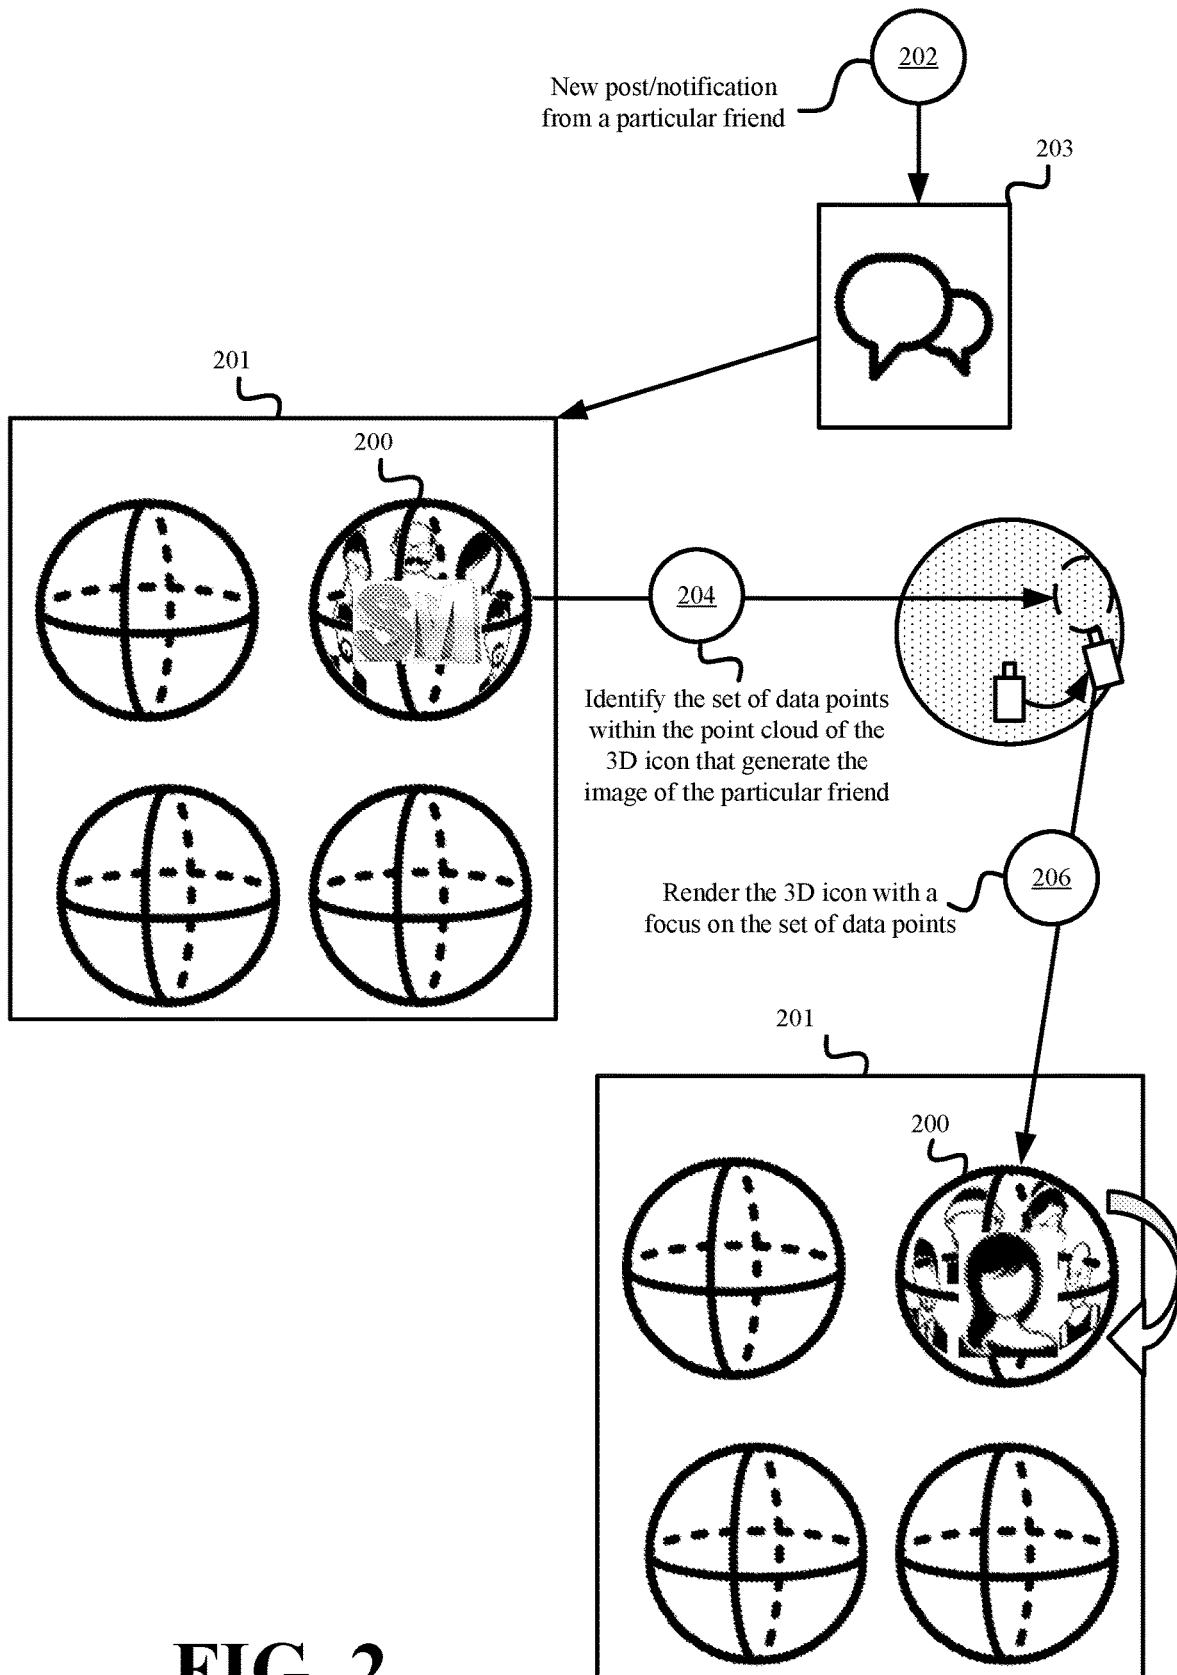 202
New post/notification
from a particular friend
203
201
200
SM
204
Identify the set of data points
within the point cloud of the
3D icon that generate the
image of the particular friend
206
Render the 3D icon with a
focus on the set of data points
201
200
FIG. 2